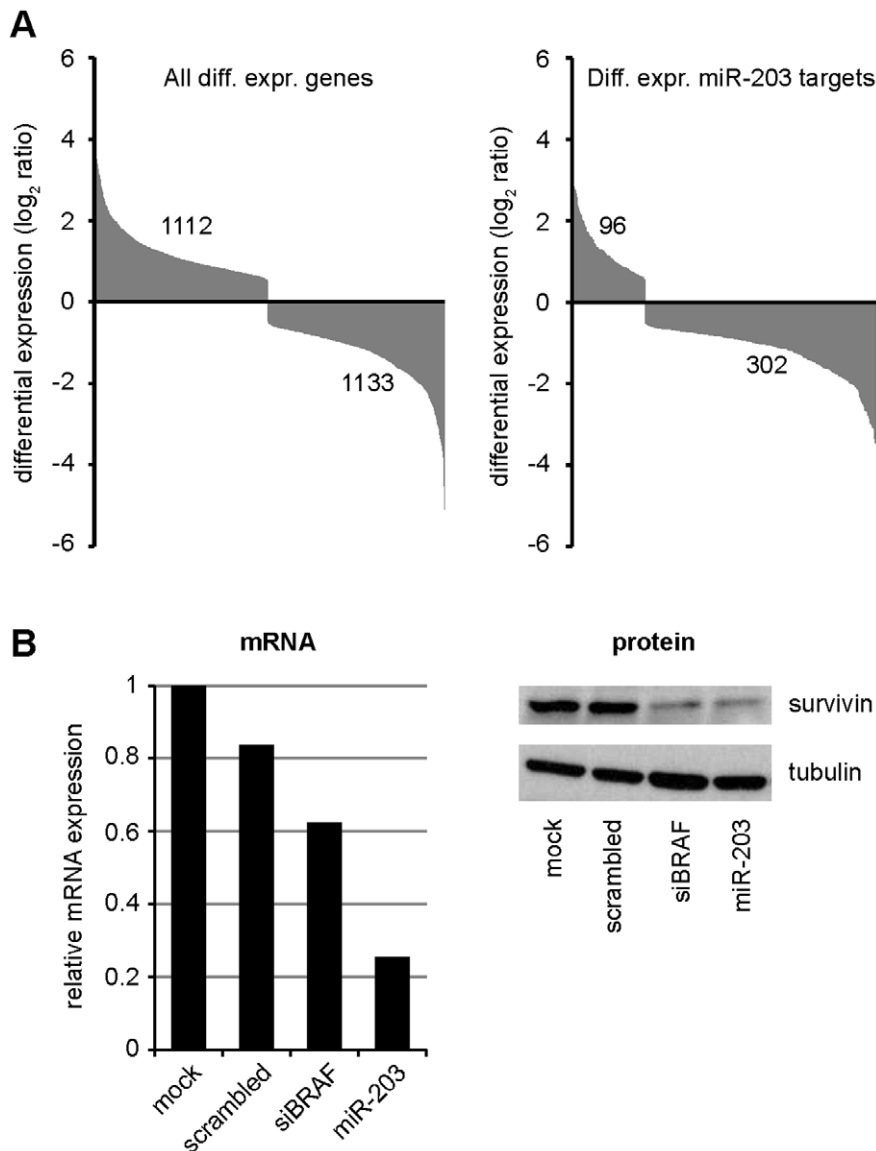 A
All diff. expr. genes
differential expression (log2 ratio)
6
4
2
0
-2
-4
-6
1112
1133
Diff. expr. miR-203 targets
differential expression (log2 ratio)
6
4
2
0
-2
-4
-6
96
302
B
mRNA
relative mRNA expression
1
0.8
0.6
0.4
0.2
0
mock
scrambled
siBRAF
miR-203
protein
survivin
tubulin
mock
scrambled
siBRAF
miR-203